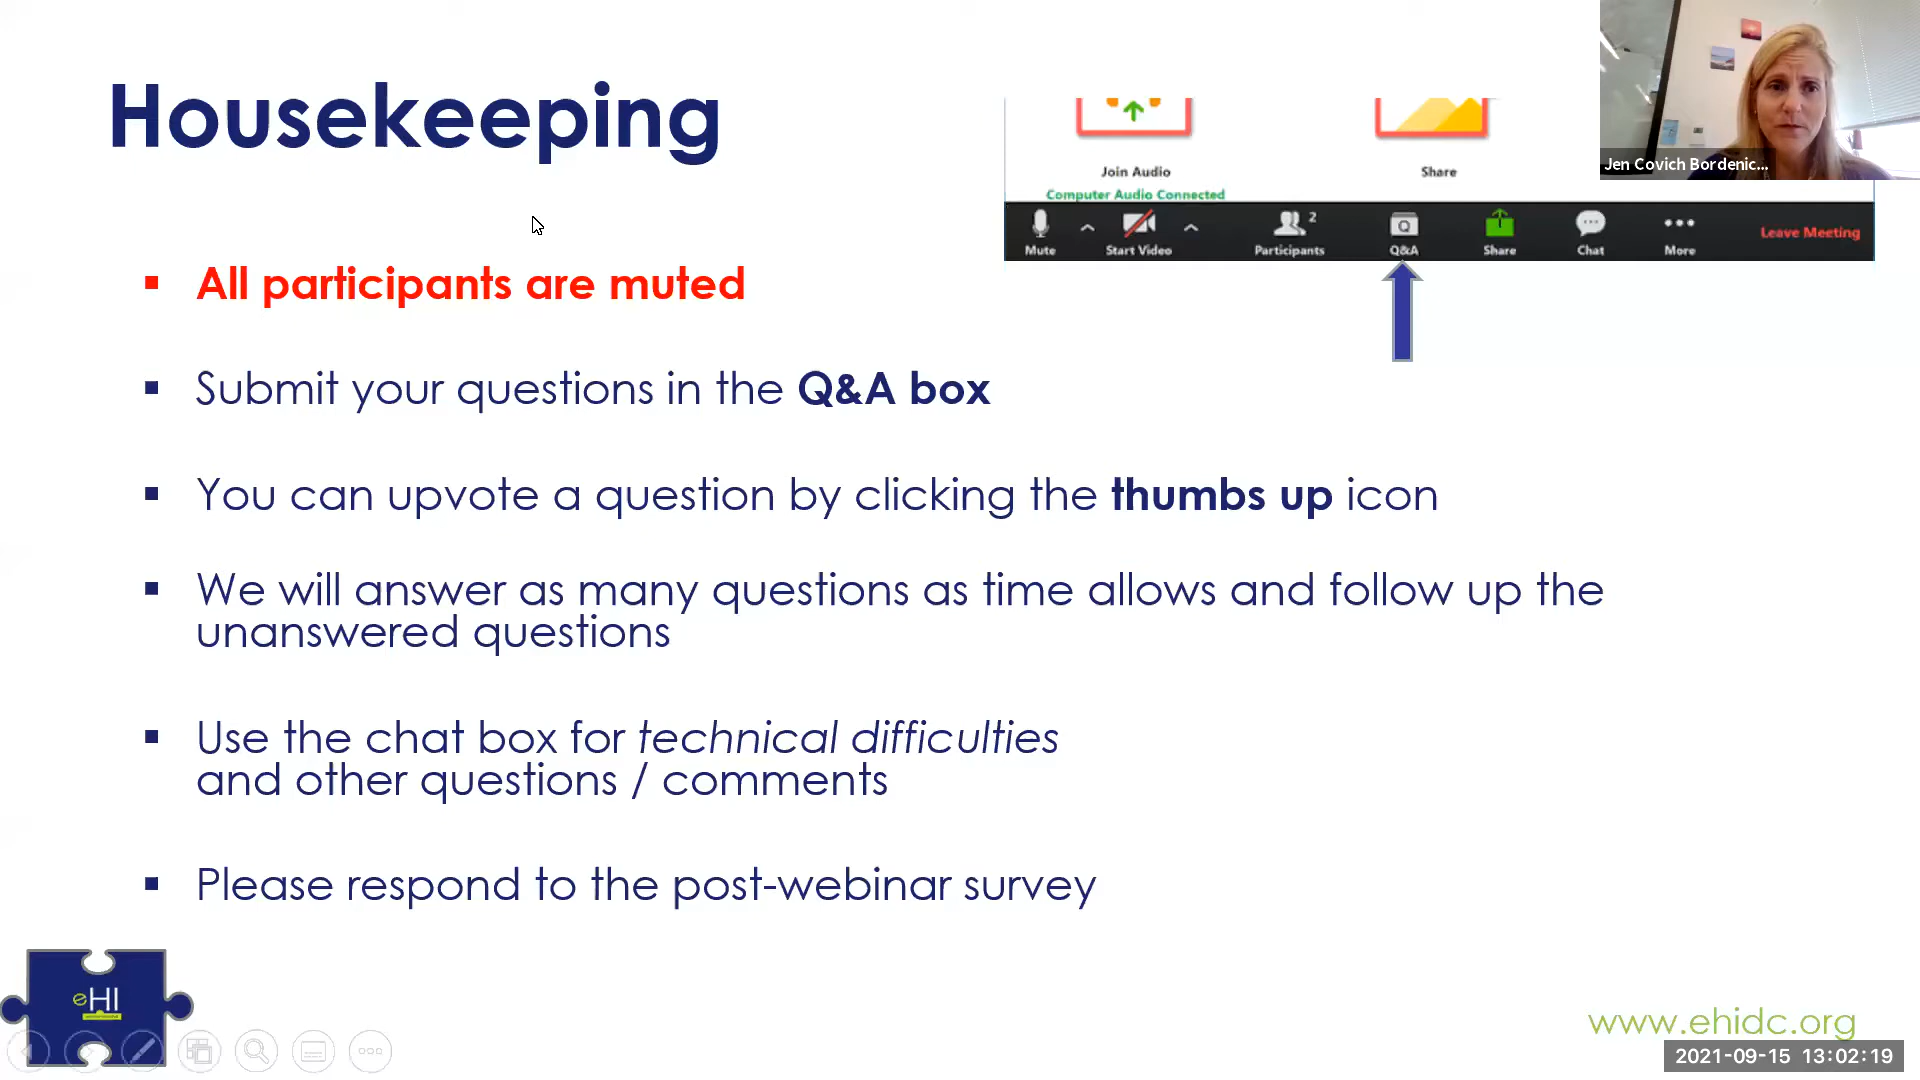 Housekeeping
Join Audio
Computer Audio Connected
Share
Mute
Start Video
Participants
2
Q&A
Share
Chat
More
Leave Meeting
Jen Covich Bordenic...
All participants are muted
Submit your questions in the Q&A box
You can upvote a question by clicking the thumbs up icon
We will answer as many questions as time allows and follow up the
unanswered questions
Use the chat box for technical difficulties
and other questions / comments
Please respond to the post-webinar survey
eHI
www.ehidc.org
2021-09-15 13:02:19